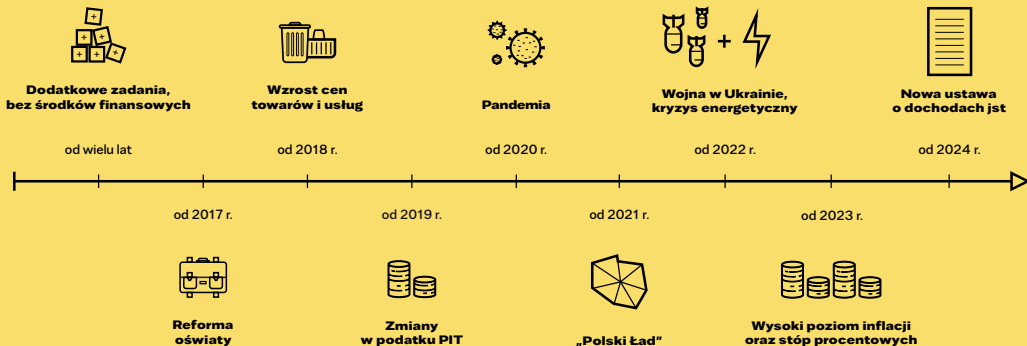 Dodatkowe zadania,
bez środków finansowych
Wzrost cen
towarów i usług
Pandemia
Wojna w Ukrainie,
kryzys energetyczny
Nowa ustawa
o dochodach jst
od wielu lat
od 2018 r.
od 2020 r.
od 2022 r.
od 2024 r.
od 2017 r.
od 2019 r.
od 2021 r.
od 2023 r.
Reforma
oświaty
Zmiany
w podatku PIT
„Polski Ład”
Wysoki poziom inflacji
oraz stóp procentowych